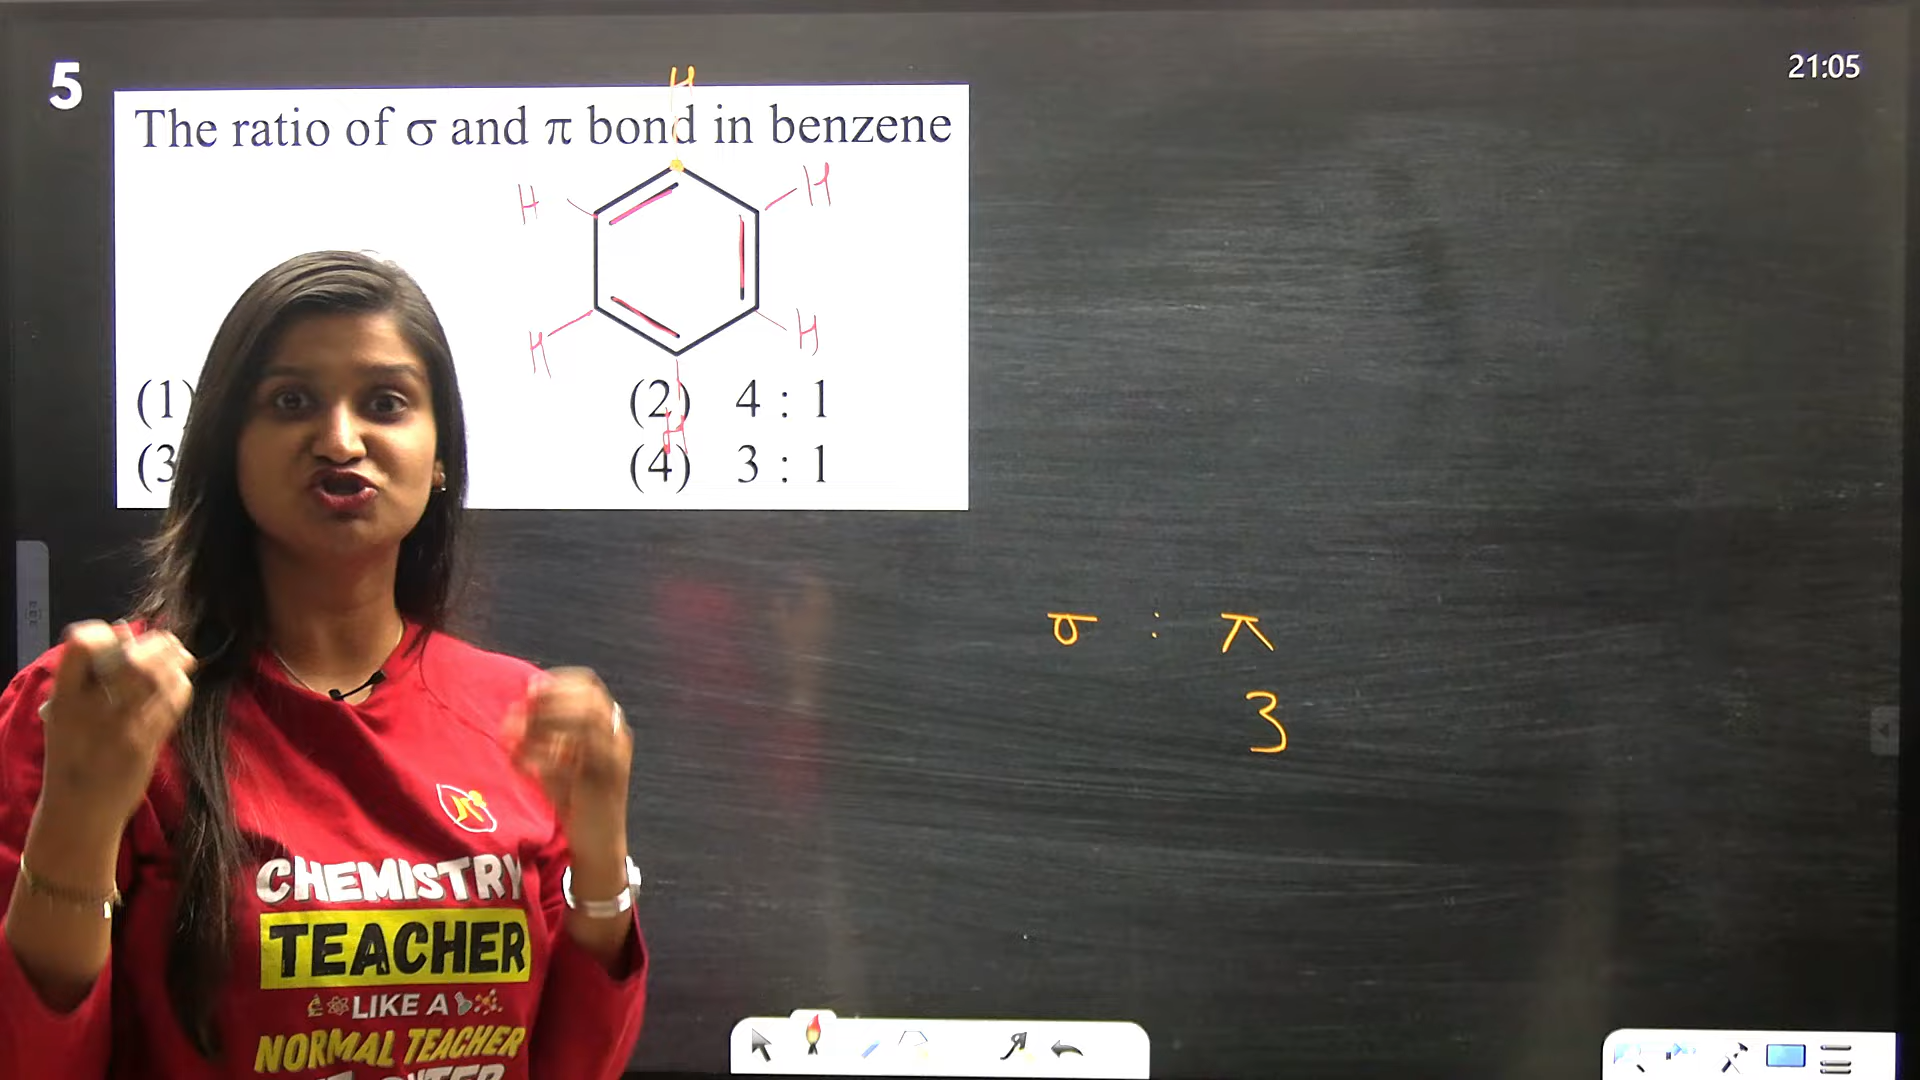 5
21:05
H
The ratio of σ and π bond in benzene
H H
H H
(1) (2) 4 : 1
H
(3 (4) 3 : 1
σ : π
3
CHEMISTRY
TEACHER
LIKE A
NORMAL TEACHER